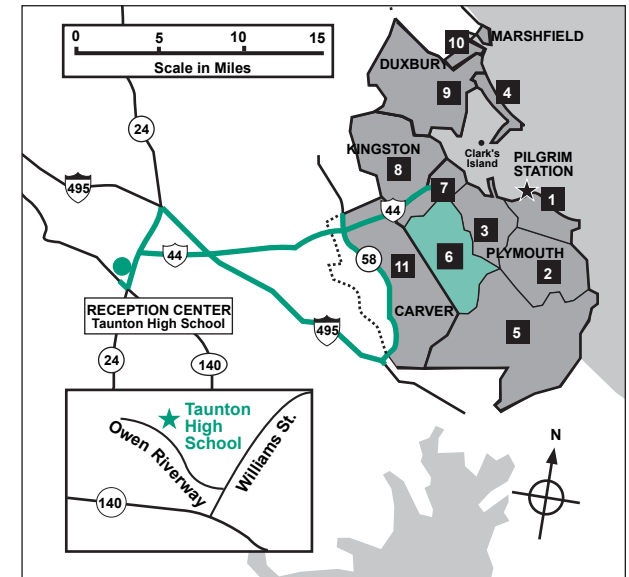 0 5 10 15
Scale in Miles
10
MARSHFIELD
DUXBURY
9
4
24
Clark's
Island
KINGSTON
8
PILGRIM
STATION
495
7
1
44
3
PLYMOUTH
44
58
6
11
2
RECEPTION CENTER
Taunton High School
CARVER
495
5
24
140
Taunton
High
School
Owen Riverway
Williams St.
140
N